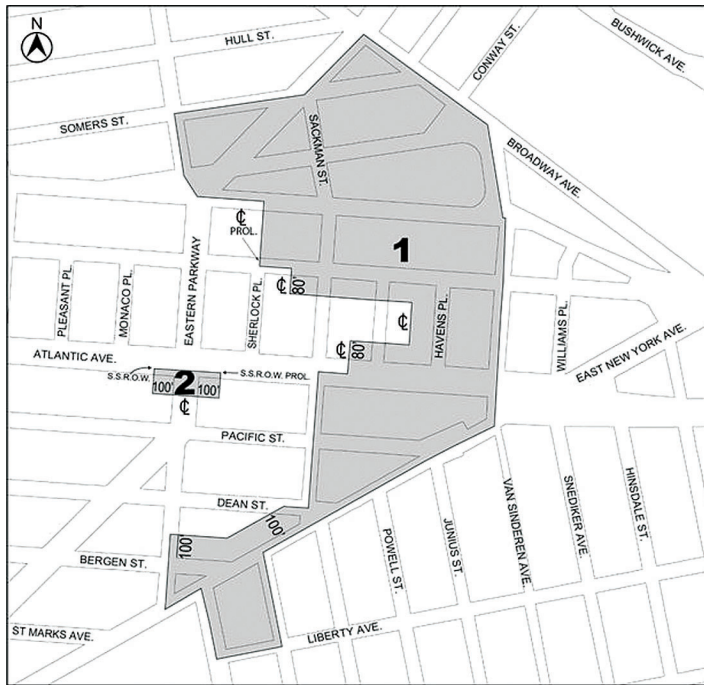 N
HULL ST.
CONWAY ST.
BUSHWICK AVE.
SOMERS ST.
SACKMAN ST.
BROADWAY AVE.
℄
PROL.
1
℄
80'
℄
PLEASANT PL.
MONACO PL.
EASTERN PARKWAY
SHERLOCK PL.
HAVENS PL.
WILLIAMS PL.
EAST NEW YORK AVE.
℄
80'
ATLANTIC AVE.
S.S.R.O.W.
2
S.S.R.O.W. PROL.
100'
100'
℄
PACIFIC ST.
DEAN ST.
100'
100'
BERGEN ST.
POWELL ST.
JUNIUS ST.
VAN SINDEREN AVE.
SNEDIKER AVE.
HINSDALE ST.
ST MARKS AVE.
LIBERTY AVE.